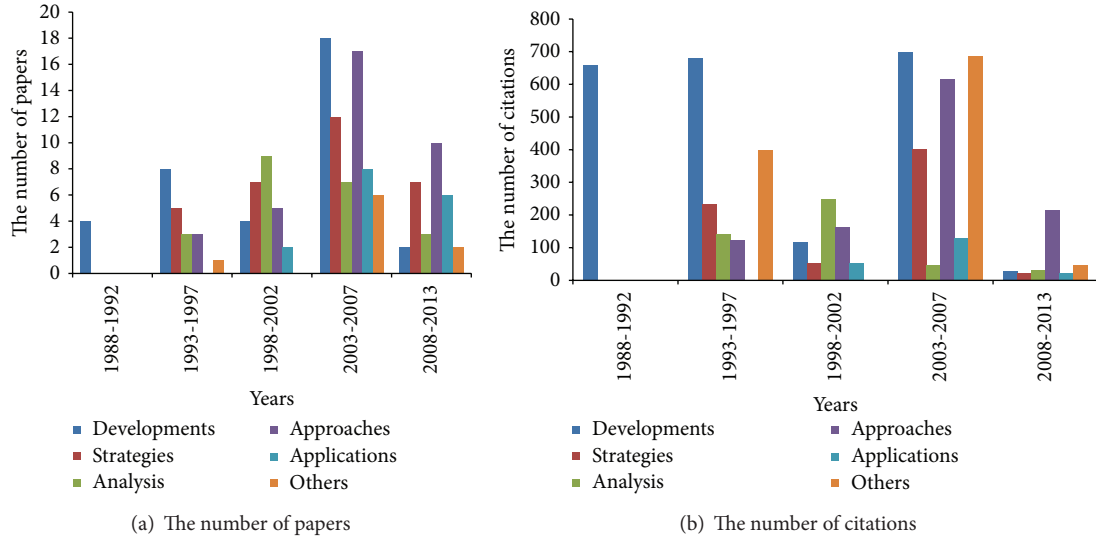 The number of papers
20
18
16
14
12
10
8
6
4
2
0
1988-1992
1993-1997
1998-2002
2003-2007
2008-2013
Years
Developments
Strategies
Analysis
Approaches
Applications
Others
(a) The number of papers
The number of citations
800
700
600
500
400
300
200
100
0
1988-1992
1993-1997
1998-2002
2003-2007
2008-2013
Years
Developments
Strategies
Analysis
Approaches
Applications
Others
(b) The number of citations